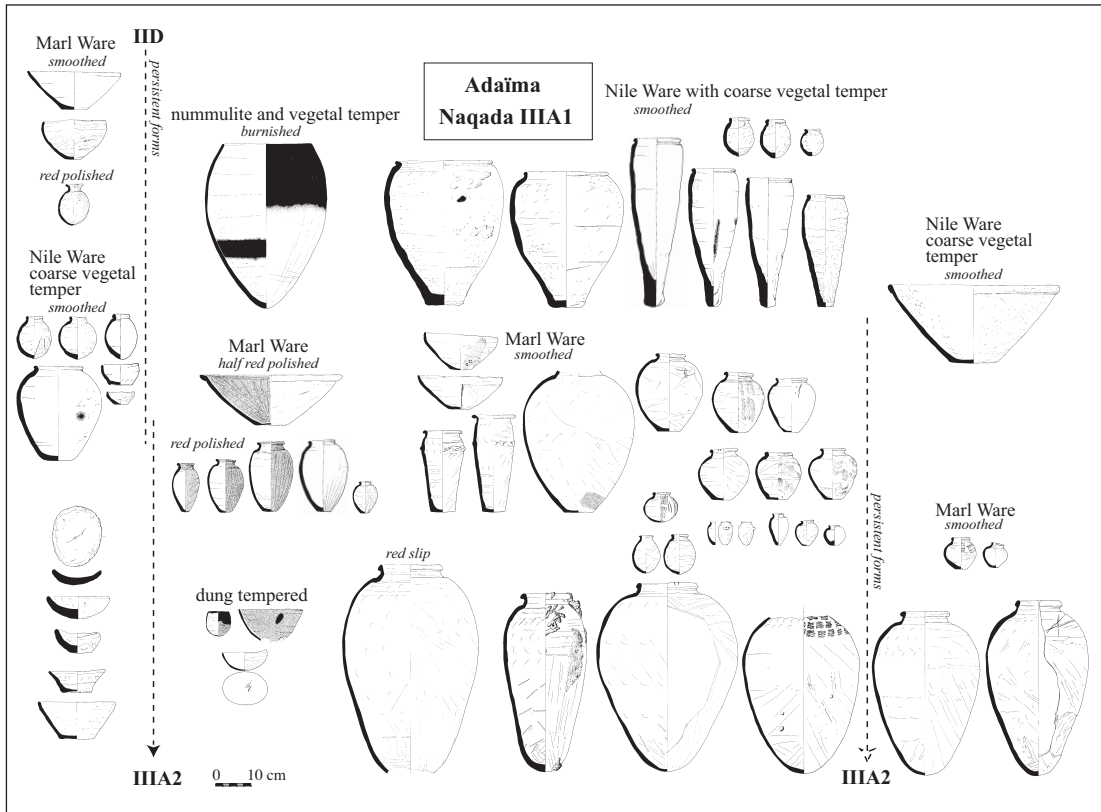 IID
Marl Ware
smoothed
persistent forms
red polished
Nile Ware
coarse vegetal
temper
smoothed
Adaïma
Naqada IIIA1
nummulite and vegetal temper
burnished
Nile Ware with coarse vegetal temper
smoothed
Nile Ware
coarse vegetal
temper
smoothed
Marl Ware
half red polished
red polished
Marl Ware
smoothed
persistent forms
Marl Ware
smoothed
red slip
dung tempered
IIIA2
0 10 cm
IIIA2